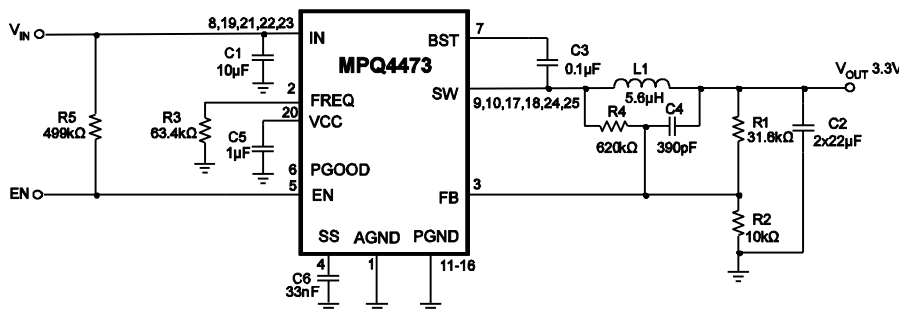 8,19,21,22,23
VIN
IN
C1
10µF
MPQ4473
BST
7
C3
0.1µF
SW
9,10,17,18,24,25
L1
5.6µH
VOUT 3.3V
2
FREQ
R3
63.4kΩ
20
VCC
C5
1µF
R5
499kΩ
R4
620kΩ
C4
390pF
R1
31.6kΩ
C2
2x22µF
6
PGOOD
5
EN
EN
FB
3
R2
10kΩ
SS
AGND
PGND
4
1
11-16
C6
33nF